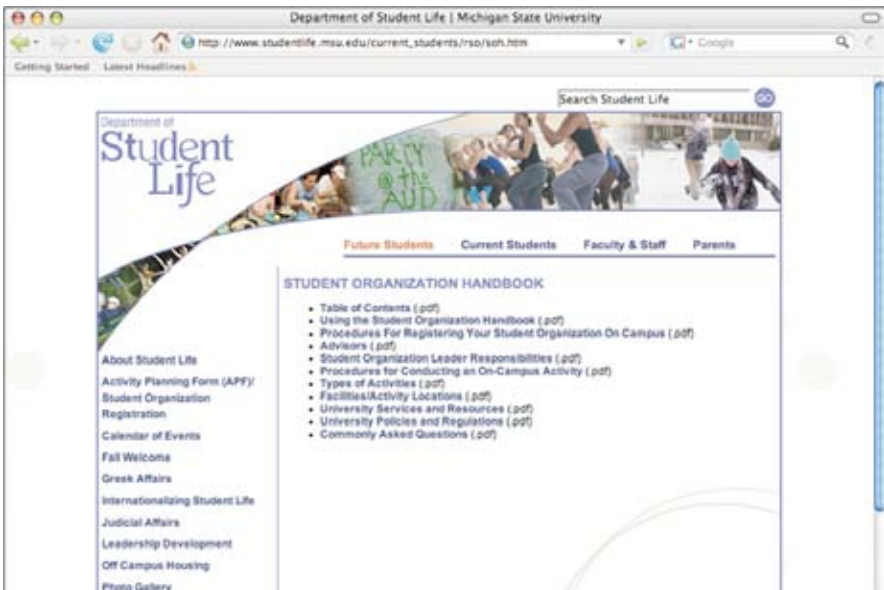 Department of Student Life | Michigan State University
http://www.studentlife.msu.edu/current_students/rso/soh.htm
Google
Getting Started Latest Headlines
Search Student Life
GO
Department of
Student
Life
PARTY
@ the
AUD
Future Students Current Students Faculty & Staff Parents
STUDENT ORGANIZATION HANDBOOK
• Table of Contents (.pdf)
• Using the Student Organization Handbook (.pdf)
• Procedures For Registering Your Student Organization On Campus (.pdf)
• Advisors (.pdf)
• Student Organization Leader Responsibilities (.pdf)
• Procedures for Conducting an On-Campus Activity (.pdf)
• Types of Activities (.pdf)
• Facilities/Activity Locations (.pdf)
• University Services and Resources (.pdf)
• University Policies and Regulations (.pdf)
• Commonly Asked Questions (.pdf)
About Student Life
Activity Planning Form (APF)/
Student Organization
Registration
Calendar of Events
Fall Welcome
Greek Affairs
Internationalizing Student Life
Judicial Affairs
Leadership Development
Off Campus Housing
Photo Gallery